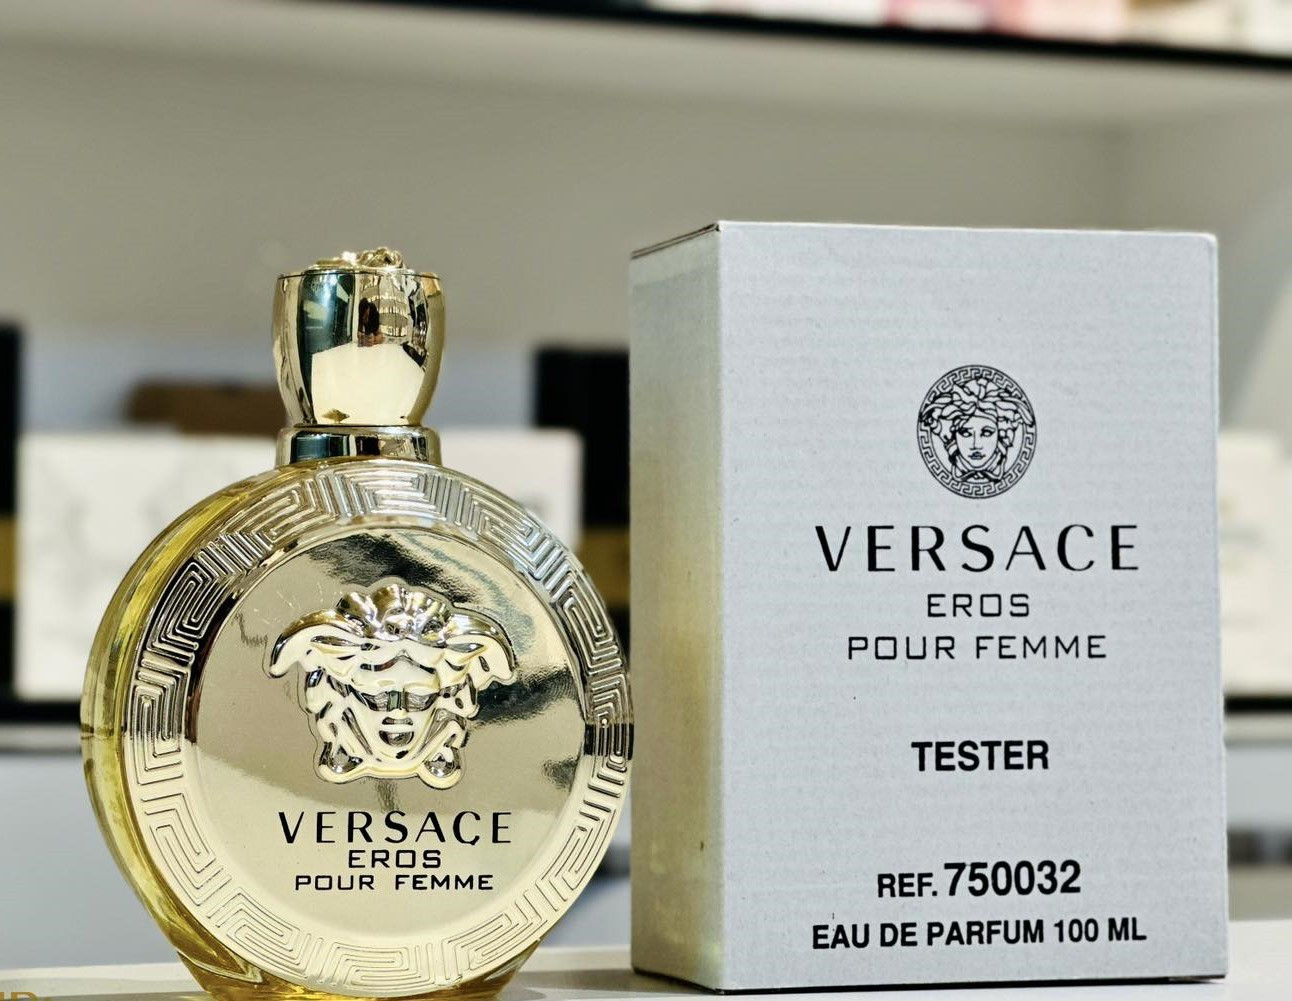 VERSACE
EROS
POUR FEMME
VERSACE
EROS
POUR FEMME
TESTER
REF. 750032
EAU DE PARFUM 100 ML